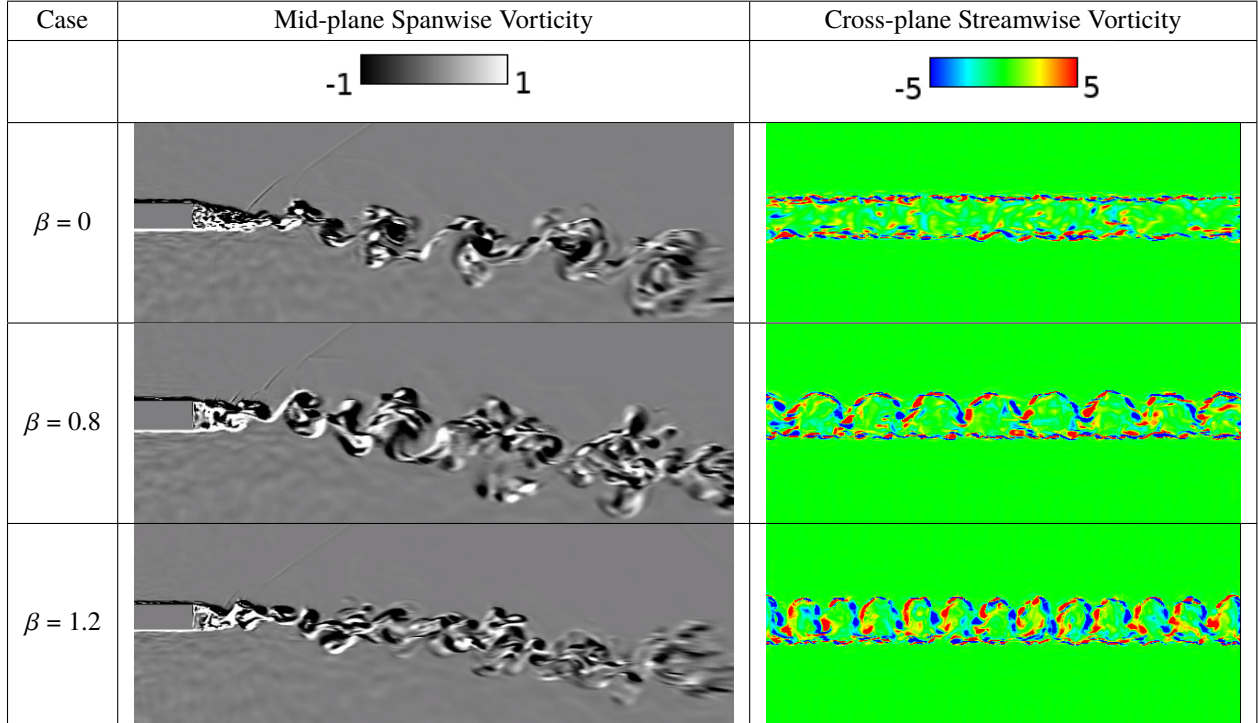 Case Mid-plane Spanwise Vorticity Cross-plane Streamwise Vorticity
-1 1 -5 5
β = 0
β = 0.8
β = 1.2